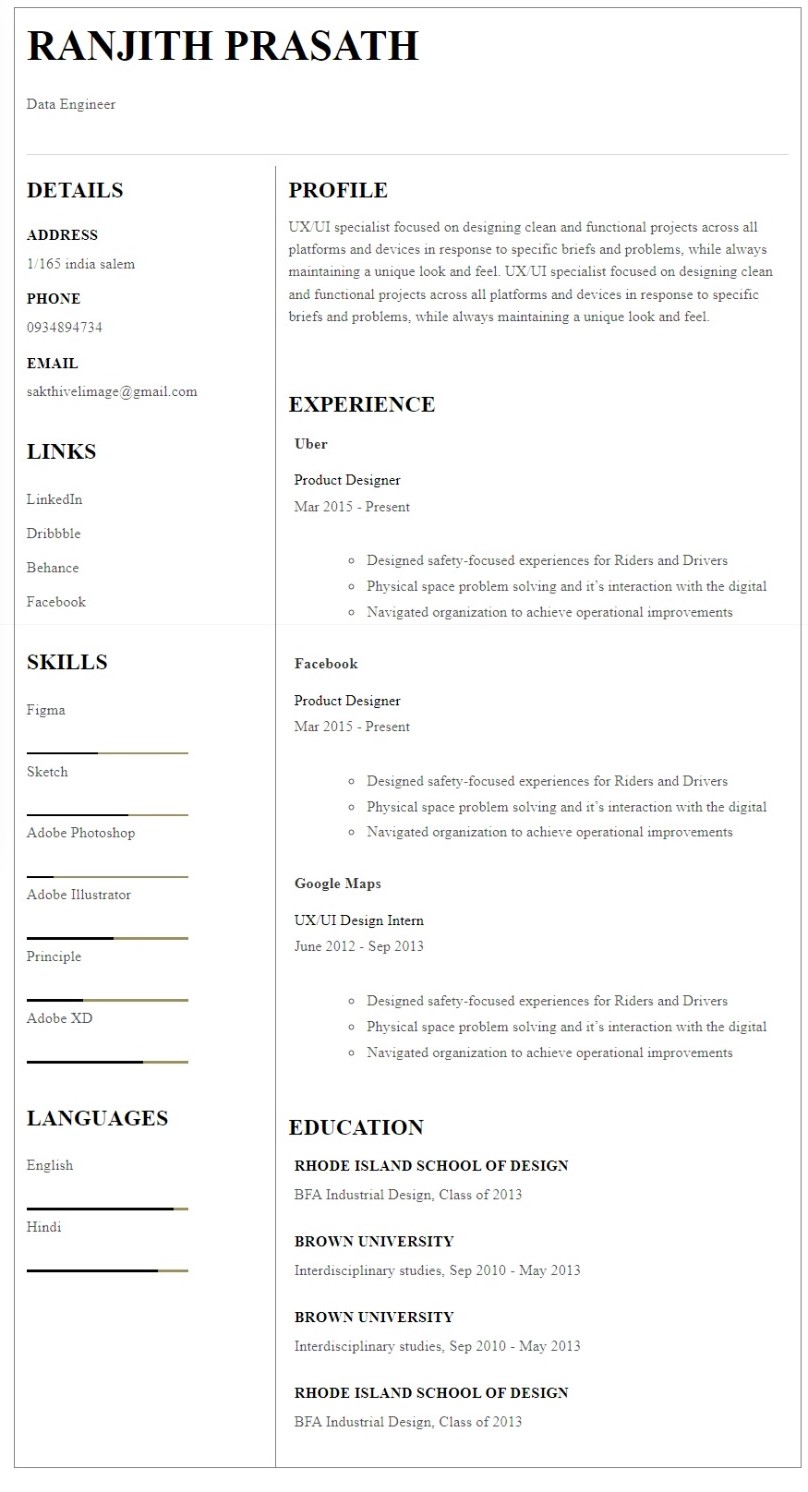 RANJITH PRASATH
Data Engineer
DETAILS
ADDRESS
1/165 india salem
PHONE
0934894734
EMAIL
sakthivelimage@gmail.com
LINKS
LinkedIn
Dribbble
Behance
Facebook
SKILLS
Figma
Sketch
Adobe Photoshop
Adobe Illustrator
Principle
Adobe XD
LANGUAGES
English
Hindi
PROFILE
UX/UI specialist focused on designing clean and functional projects across all
platforms and devices in response to specific briefs and problems, while always
maintaining a unique look and feel. UX/UI specialist focused on designing clean
and functional projects across all platforms and devices in response to specific
briefs and problems, while always maintaining a unique look and feel.
EXPERIENCE
Uber
Product Designer
Mar 2015 - Present
Designed safety-focused experiences for Riders and Drivers
Physical space problem solving and it’s interaction with the digital
Navigated organization to achieve operational improvements
Facebook
Product Designer
Mar 2015 - Present
Designed safety-focused experiences for Riders and Drivers
Physical space problem solving and it’s interaction with the digital
Navigated organization to achieve operational improvements
Google Maps
UX/UI Design Intern
June 2012 - Sep 2013
Designed safety-focused experiences for Riders and Drivers
Physical space problem solving and it’s interaction with the digital
Navigated organization to achieve operational improvements
EDUCATION
RHODE ISLAND SCHOOL OF DESIGN
BFA Industrial Design, Class of 2013
BROWN UNIVERSITY
Interdisciplinary studies, Sep 2010 - May 2013
BROWN UNIVERSITY
Interdisciplinary studies, Sep 2010 - May 2013
RHODE ISLAND SCHOOL OF DESIGN
BFA Industrial Design, Class of 2013